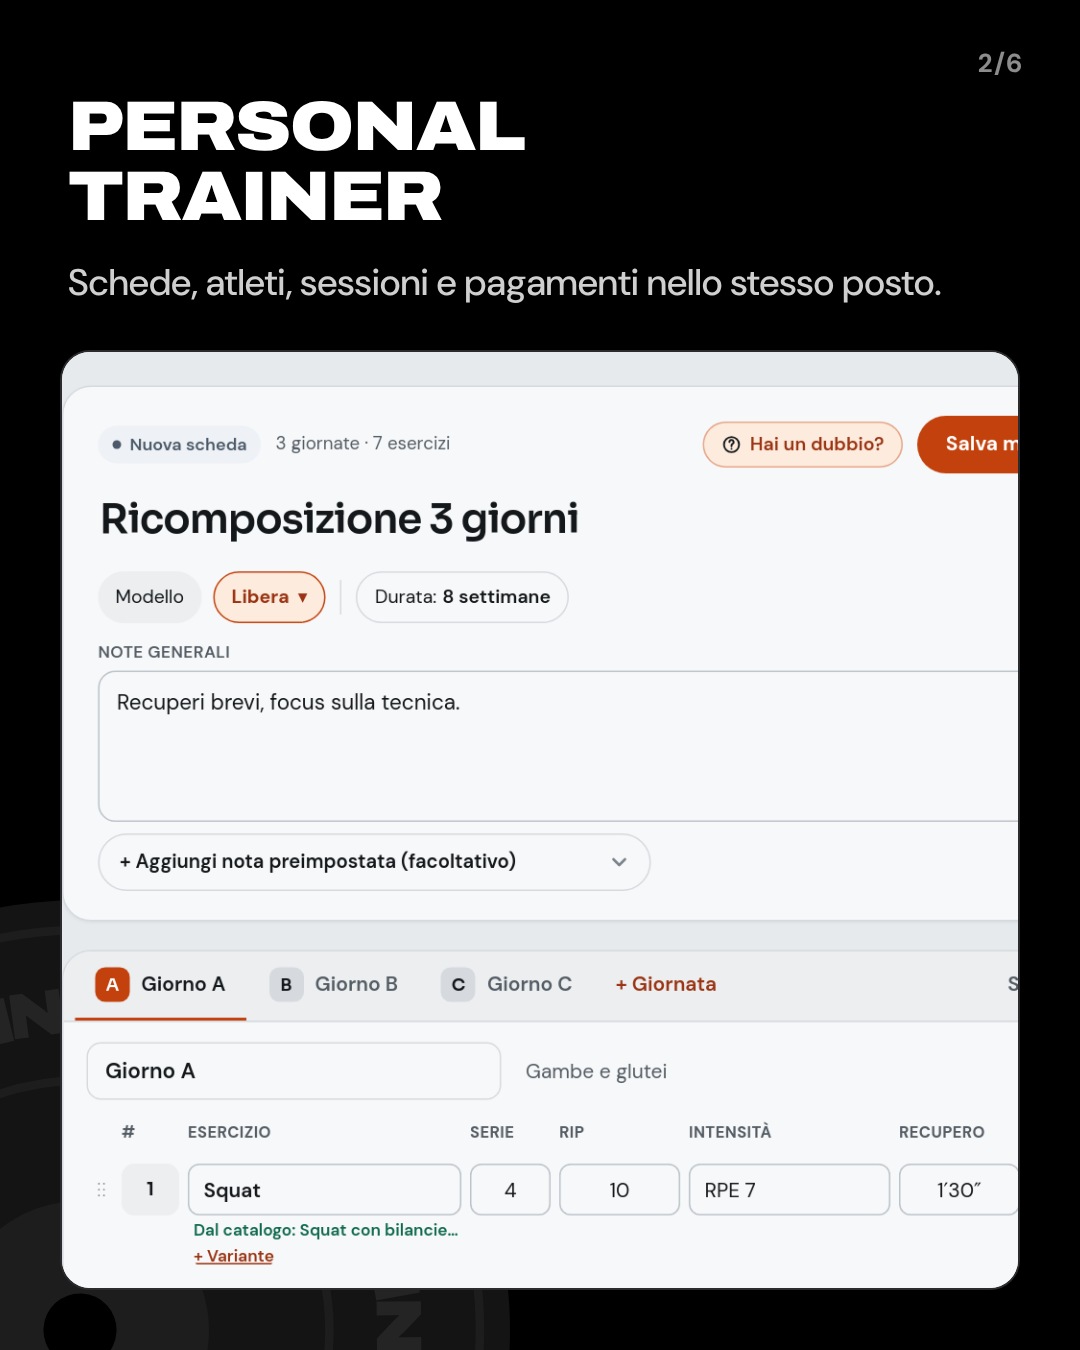 2/6
PERSONAL
TRAINER
Schede, atleti, sessioni e pagamenti nello stesso posto.
Nuova scheda 3 giornate · 7 esercizi Hai un dubbio? Salva
Ricomposizione 3 giorni
Modello Libera ▾ Durata: 8 settimane
NOTE GENERALI
Recuperi brevi, focus sulla tecnica.
+ Aggiungi nota preimpostata (facoltativo)
A Giorno A B Giorno B C Giorno C + Giornata
Giorno A Gambe e glutei
# ESERCIZIO SERIE RIP INTENSITÀ RECUPERO
1 Squat 4 10 RPE 7 1′30″
Dal catalogo: Squat con bilancie...
+ Variante